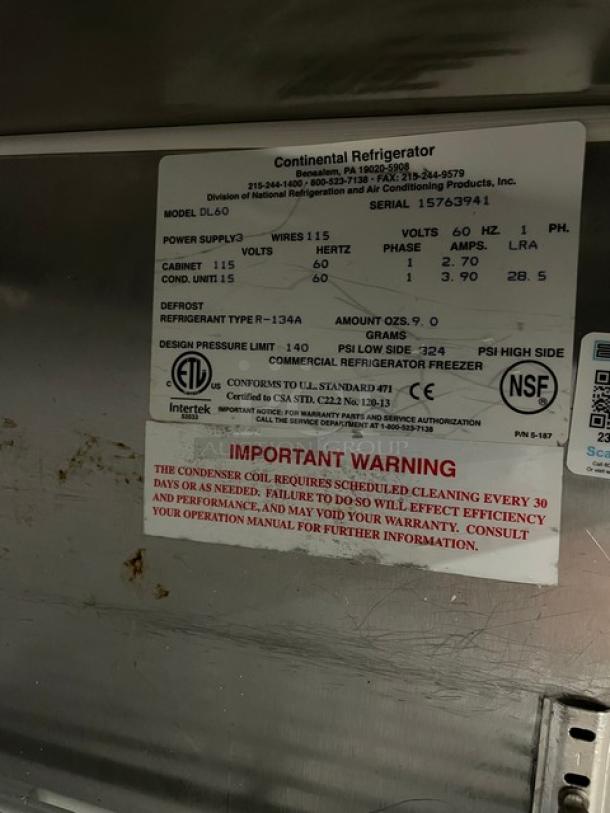 Continental Refrigerator
Bensalem, PA 19020-5908
215-244-1400 · 800-523-7138 · FAX: 215-244-9579
Division of National Refrigeration and Air Conditioning Products, Inc.
MODEL DL60 SERIAL 15763941
POWER SUPPLY3 WIRES 115 VOLTS 60 HZ. 1 PH.
VOLTS HERTZ PHASE AMPS. LRA
CABINET 115 60 1 2.70
COND. UNIT115 60 1 3.90 28.5
DEFROST
REFRIGERANT TYPE R-134A AMOUNT OZS. 9.0
GRAMS
DESIGN PRESSURE LIMIT 140 PSI LOW SIDE 324 PSI HIGH SIDE
COMMERCIAL REFRIGERATOR FREEZER
C ETL US
CONFORMS TO U.L. STANDARD 471
Certified to CSA STD. C22.2 No. 120-13
CE
NSF
Intertek
IMPORTANT NOTICE: FOR WARRANTY PARTS AND SERVICE AUTHORIZATION
CALL THE SERVICE DEPARTMENT AT 1-800-523-7138
P/N 5-187
AUCTION GROUP
IMPORTANT WARNING
THE CONDENSER COIL REQUIRES SCHEDULED CLEANING EVERY 30
DAYS OR AS NEEDED. FAILURE TO DO SO WILL EFFECT EFFICIENCY
AND PERFORMANCE, AND MAY VOID YOUR WARRANTY. CONSULT
YOUR OPERATION MANUAL FOR FURTHER INFORMATION.
23